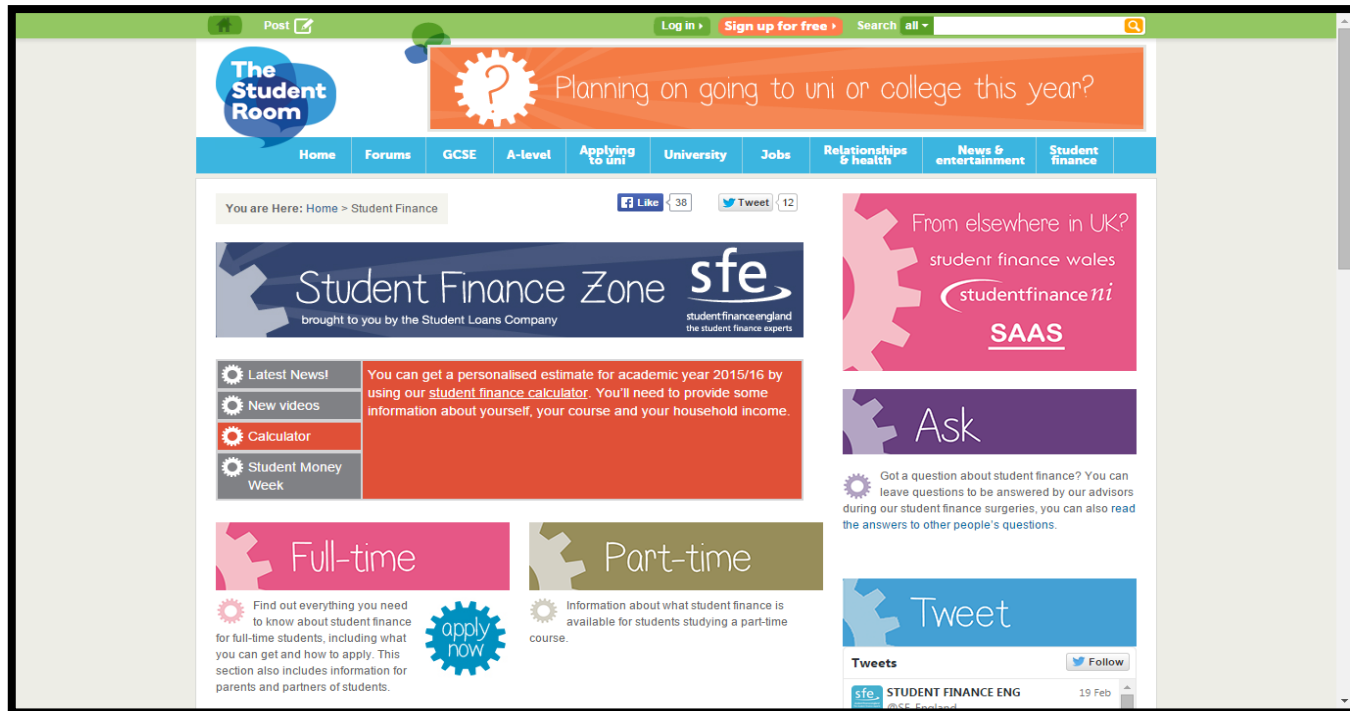 Post
Log in
Sign up for free
Search all
The
Student
Room
?
Planning on going to uni or college this year?
Home
Forums
GCSE
A-level
Applying
to uni
University
Jobs
Relationships
& health
News &
entertainment
Student
finance
You are Here: Home > Student Finance
Like 38
Tweet 12
Student Finance Zone
brought to you by the Student Loans Company
sfe
studentfinanceengland
the student finance experts
From elsewhere in UK?
student finance wales
studentfinance ni
SAAS
Latest News!
New videos
Calculator
Student Money
Week
You can get a personalised estimate for academic year 2015/16 by
using our student finance calculator. You'll need to provide some
information about yourself, your course and your household income.
Ask
Got a question about student finance? You can
leave questions to be answered by our advisors
during our student finance surgeries, you can also read
the answers to other people's questions.
Full-time
Find out everything you need
to know about student finance
for full-time students, including what
you can get and how to apply. This
section also includes information for
parents and partners of students.
apply
now
Part-time
Information about what student finance is
available for students studying a part-time
course.
Tweet
Tweets
Follow
sfe
STUDENT FINANCE ENG
19 Feb
@SF_England